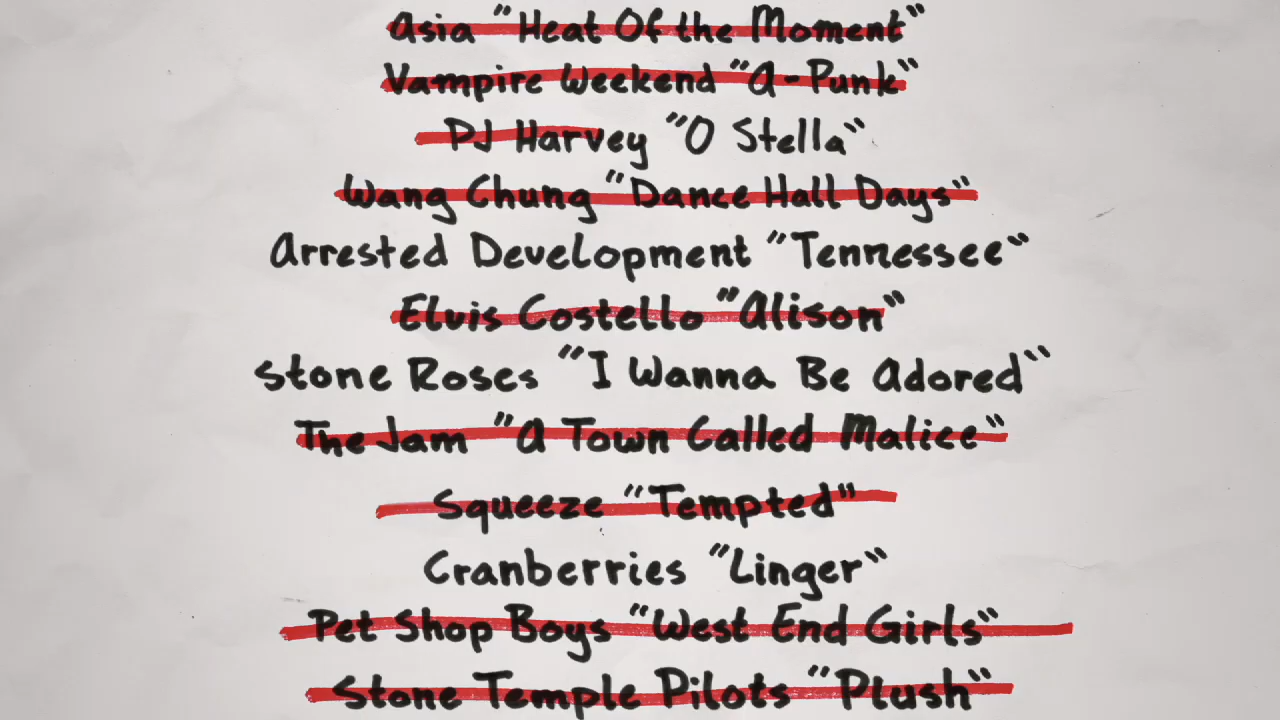 Asia "Heat Of the Moment"
Vampire Weekend "A-Punk"
PJ Harvey "O Stella"
Wang Chung "Dance Hall Days"
Arrested Development "Tennessee"
Elvis Costello "Alison"
Stone Roses "I Wanna Be Adored"
The Jam "A Town Called Malice"
Squeeze "Tempted"
Cranberries "Linger"
Pet Shop Boys "West End Girls"
Stone Temple Pilots "Plush"